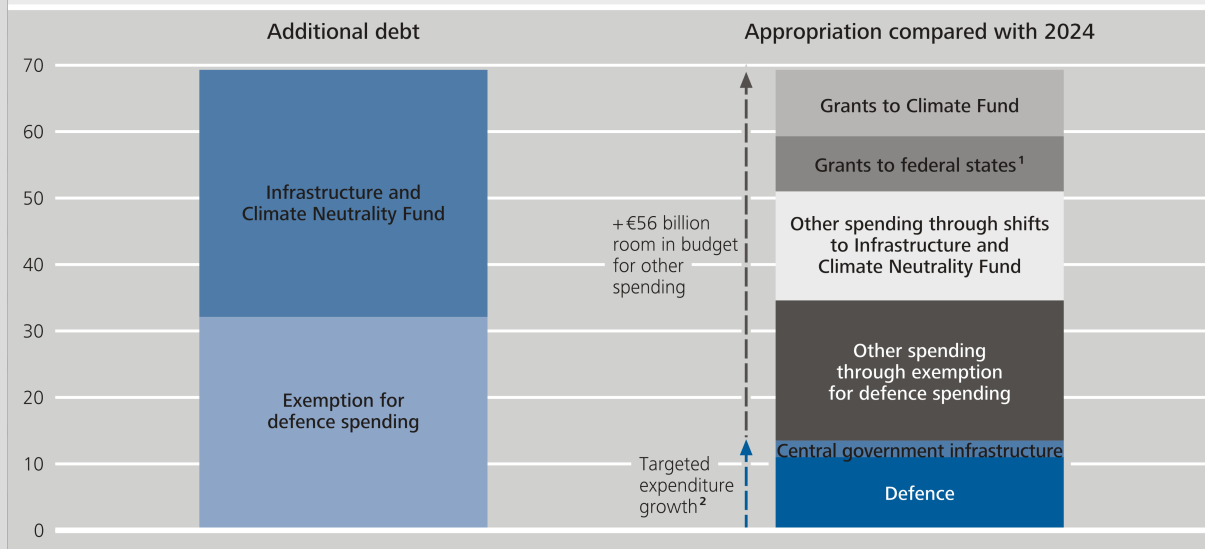 Additional debt
Appropriation compared with 2024
70
60
50
40
30
20
10
0
Infrastructure and
Climate Neutrality Fund
Exemption for
defence spending
+€56 billion
room in budget
for other
spending
Targeted
expenditure
growth²
Grants to Climate Fund
Grants to federal states¹
Other spending through shifts
to Infrastructure and
Climate Neutrality Fund
Other spending
through exemption
for defence spending
Central government infrastructure
Defence